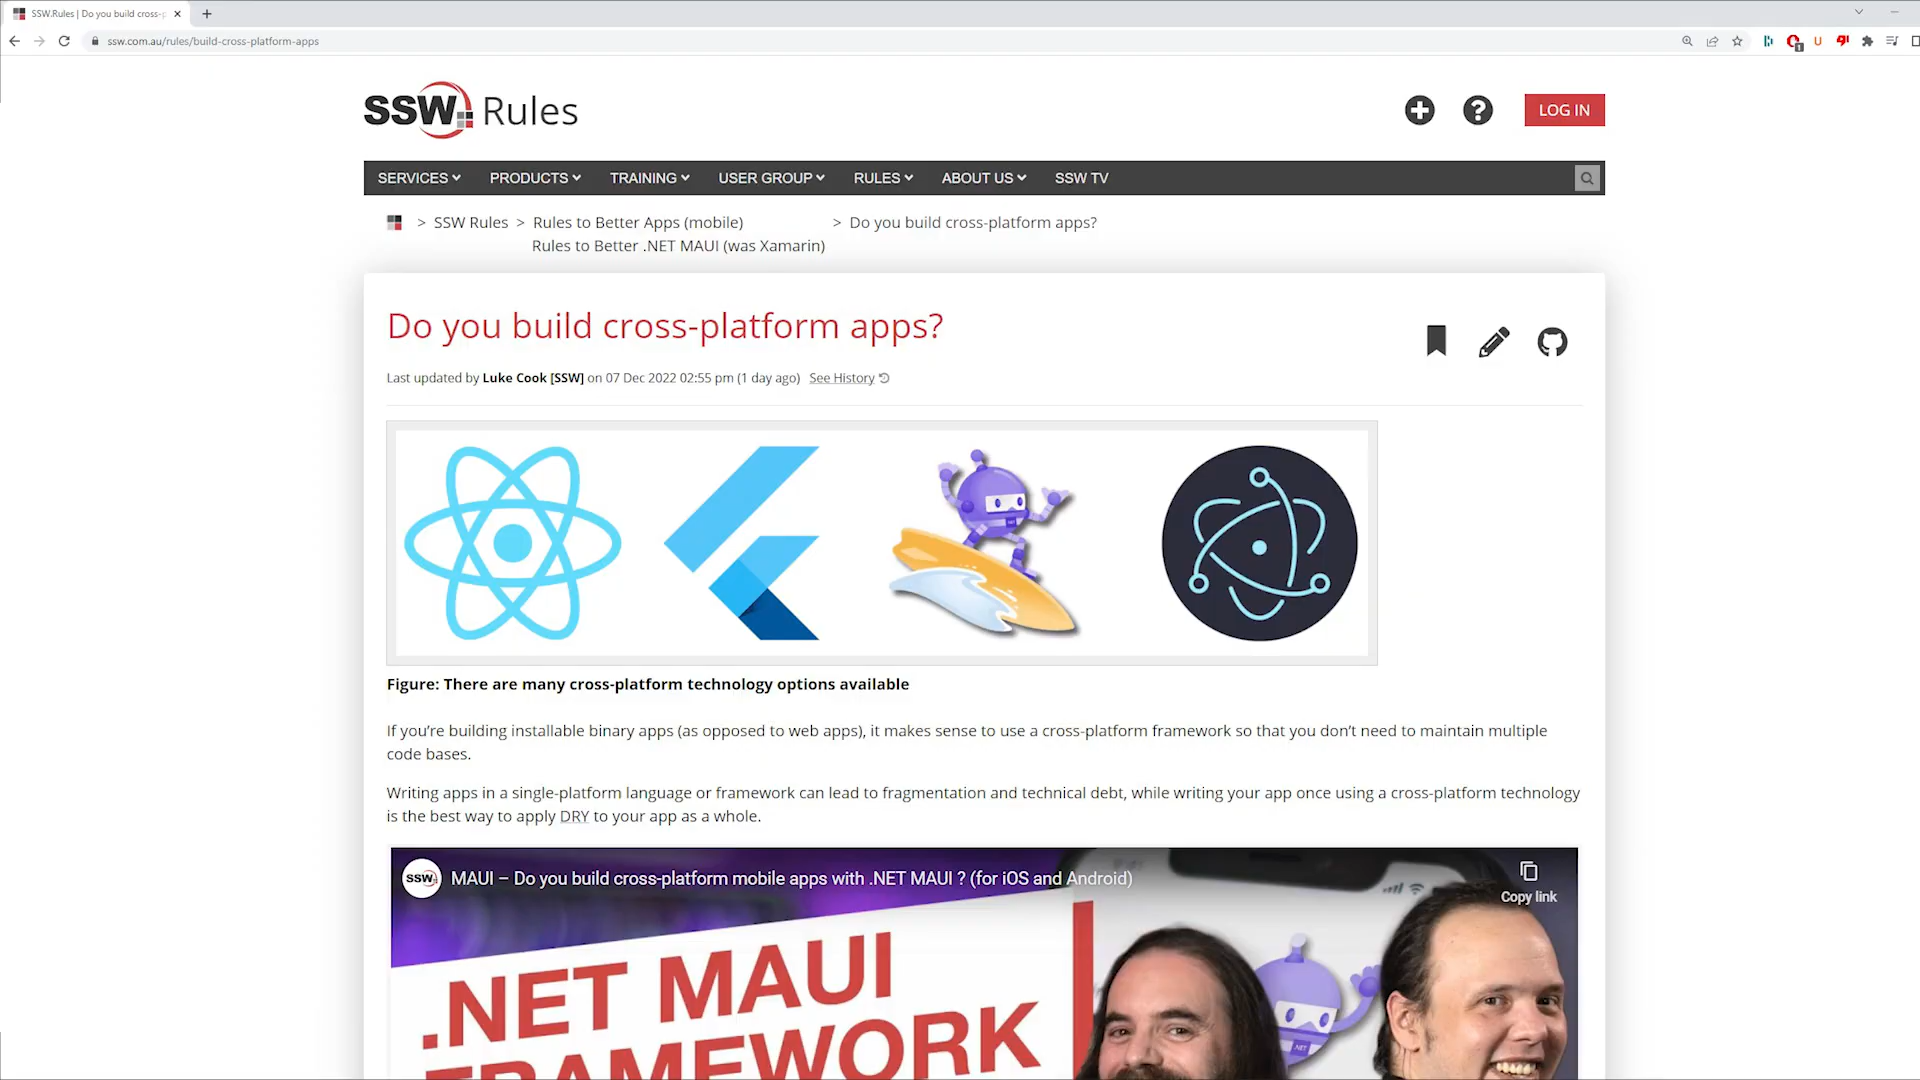 SSW.Rules | Do you build cross-p
ssw.com.au/rules/build-cross-platform-apps
SSW Rules
LOG IN
SERVICES PRODUCTS TRAINING USER GROUP RULES ABOUT US SSW TV
> SSW Rules > Rules to Better Apps (mobile) > Do you build cross-platform apps?
Rules to Better .NET MAUI (was Xamarin)
Do you build cross-platform apps?
Last updated by Luke Cook [SSW] on 07 Dec 2022 02:55 pm (1 day ago) See History
Figure: There are many cross-platform technology options available
If you’re building installable binary apps (as opposed to web apps), it makes sense to use a cross-platform framework so that you don’t need to maintain multiple
code bases.
Writing apps in a single-platform language or framework can lead to fragmentation and technical debt, while writing your app once using a cross-platform technology
is the best way to apply DRY to your app as a whole.
SSW MAUI – Do you build cross-platform mobile apps with .NET MAUI ? (for iOS and Android)
Copy link
.NET MAUI
FRAMEWORK
.NET